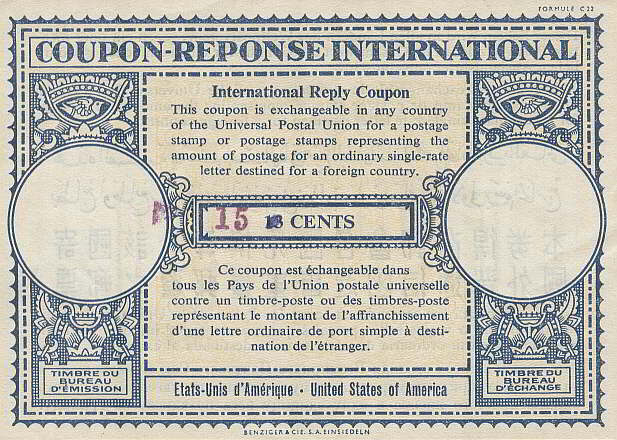 FORMULE C 22
COUPON-REPONSE INTERNATIONAL
International Reply Coupon
This coupon is exchangeable in any country
of the Universal Postal Union for a postage
stamp or postage stamps representing the
amount of postage for an ordinary single-rate
letter destined for a foreign country.
15 13 CENTS
Ce coupon est échangeable dans
tous les Pays de l'Union postale universelle
contre un timbre-poste ou des timbres-poste
représentant le montant de l'affranchissement
d'une lettre ordinaire de port simple à desti-
nation de l'étranger.
TIMBRE DU
BUREAU
D'ÉMISSION
TIMBRE DU
BUREAU
D'ÉCHANGE
Etats-Unis d'Amérique · United States of America
BENZIGER & CIE. S.A. EINSIEDELN